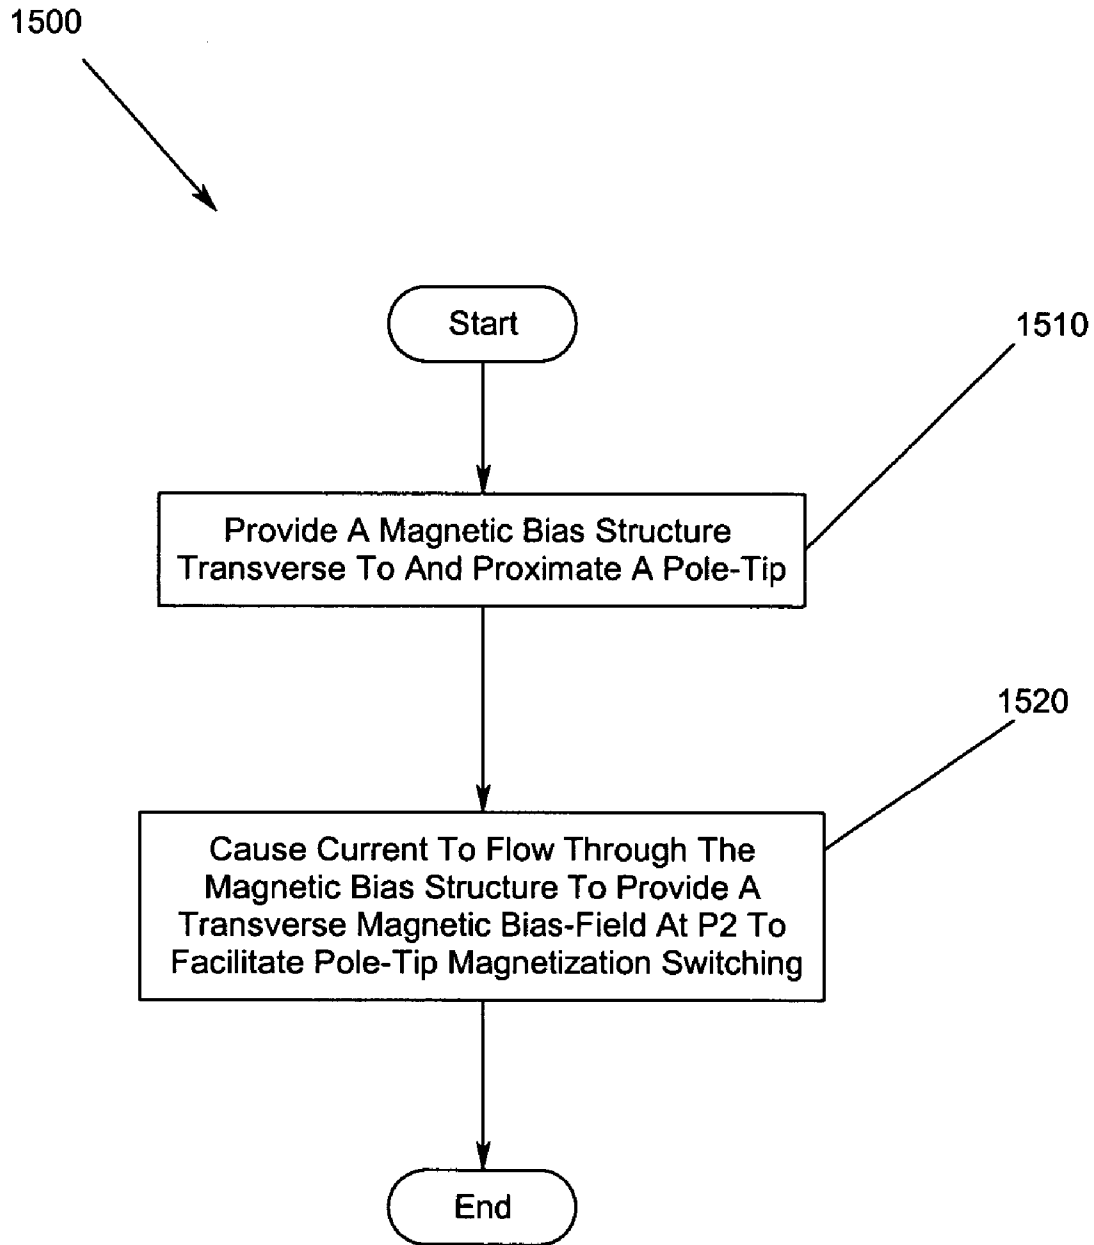 1500
Start
1510
Provide A Magnetic Bias Structure
Transverse To And Proximate A Pole-Tip
1520
Cause Current To Flow Through The
Magnetic Bias Structure To Provide A
Transverse Magnetic Bias-Field At P2 To
Facilitate Pole-Tip Magnetization Switching
End